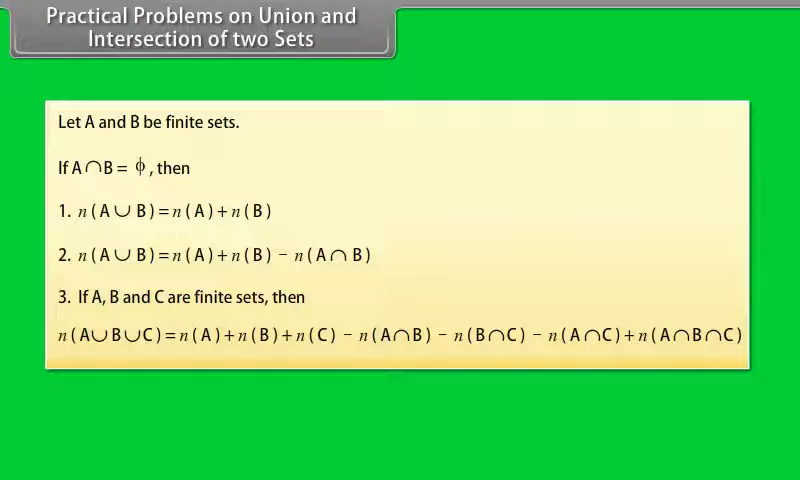 Practical Problems on Union and
Intersection of two Sets
Let A and B be finite sets.
If A ∩ B = ϕ , then
1. n ( A ∪ B ) = n ( A ) + n ( B )
2. n ( A ∪ B ) = n ( A ) + n ( B ) − n ( A ∩ B )
3. If A, B and C are finite sets, then
n ( A ∪ B ∪ C ) = n ( A ) + n ( B ) + n ( C ) − n ( A ∩ B ) − n ( B ∩ C ) − n ( A ∩ C ) + n ( A ∩ B ∩ C )